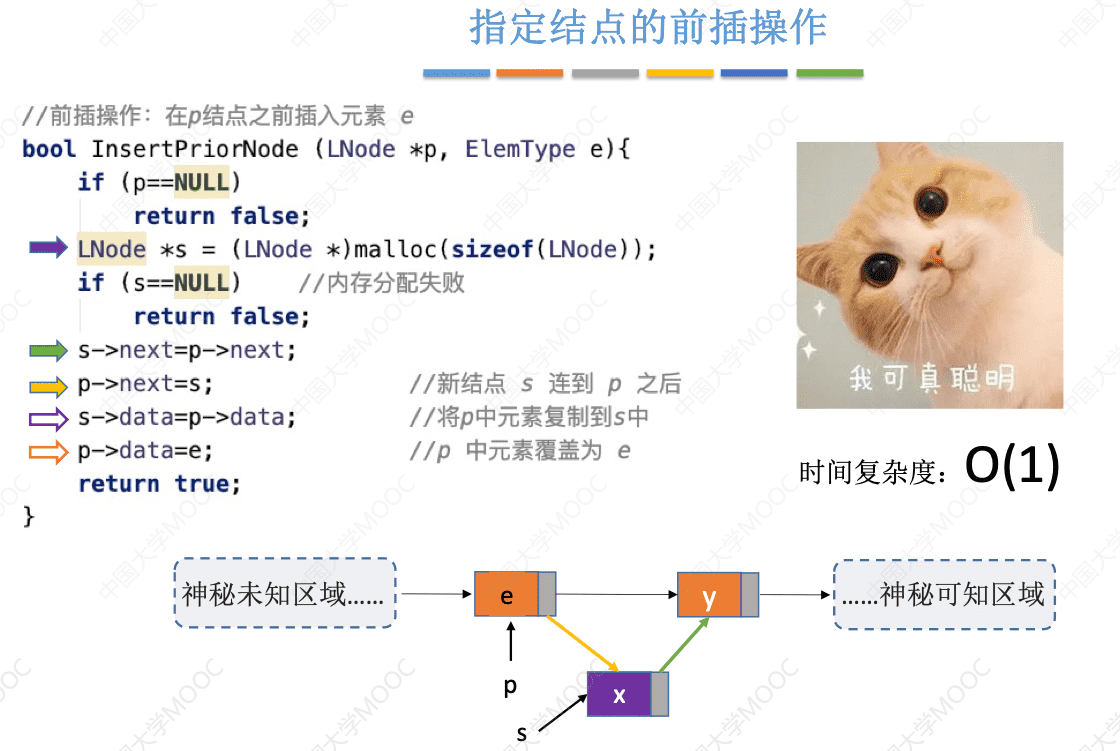 指定结点的前插操作
//前插操作：在p结点之前插入元素 e
bool InsertPriorNode (LNode *p, ElemType e){
if (p==NULL)
return false;
LNode *s = (LNode *)malloc(sizeof(LNode));
if (s==NULL) //内存分配失败
return false;
s->next=p->next;
p->next=s; //新结点 s 连到 p 之后
s->data=p->data; //将p中元素复制到s中
p->data=e; //p 中元素覆盖为 e
return true;
}
我可真聪明
时间复杂度：O(1)
神秘未知区域……
e
y
……神秘可知区域
p
x
s
中国大学MOOC